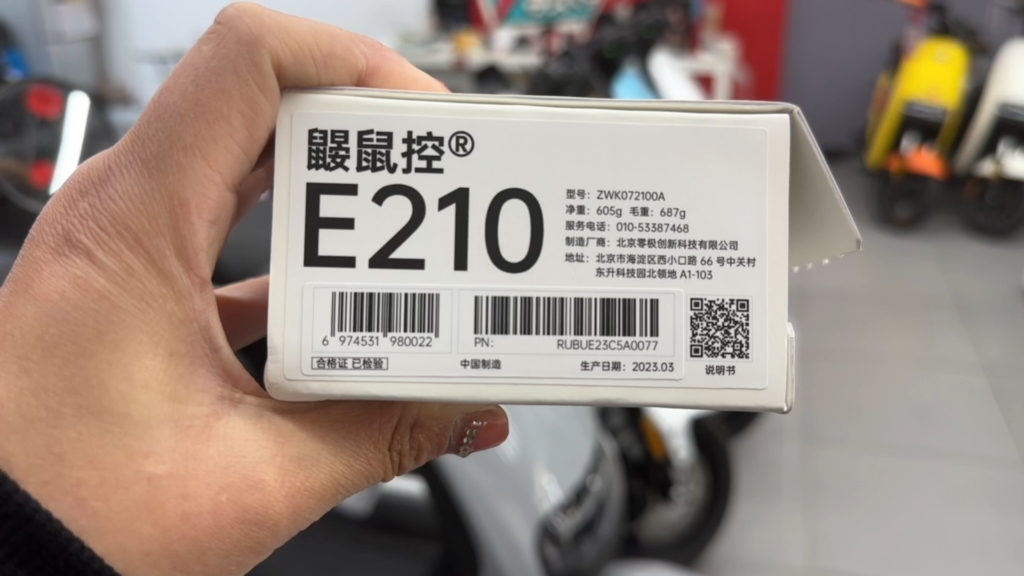 鼹鼠控®
E210
型号：ZWK072100A
净重：605g 毛重：687g
服务电话：010-53387468
制造厂商：北京零极创新科技有限公司
地址：北京市海淀区西小口路 66 号中关村
东升科技园北领地 A1-103
6 974531 980022
PN： RUBUE23C5A0077
合格证 已检验
中国制造
生产日期：2023.03
说明书